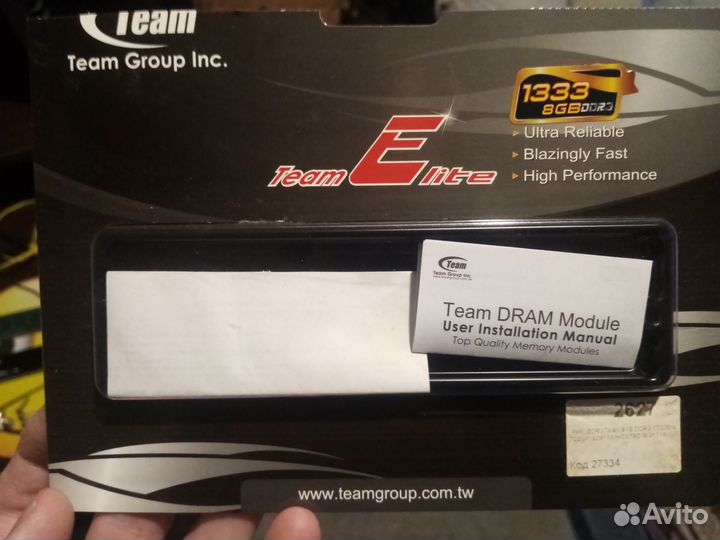 Team
Team Group Inc.
1333
8GB DDR3
Ultra Reliable
Blazingly Fast
High Performance
Team Elite
Team
Team Group Inc.
Team DRAM Module
User Installation Manual
Top Quality Memory Modules
2627
Код 27334
www.teamgroup.com.tw
Avito